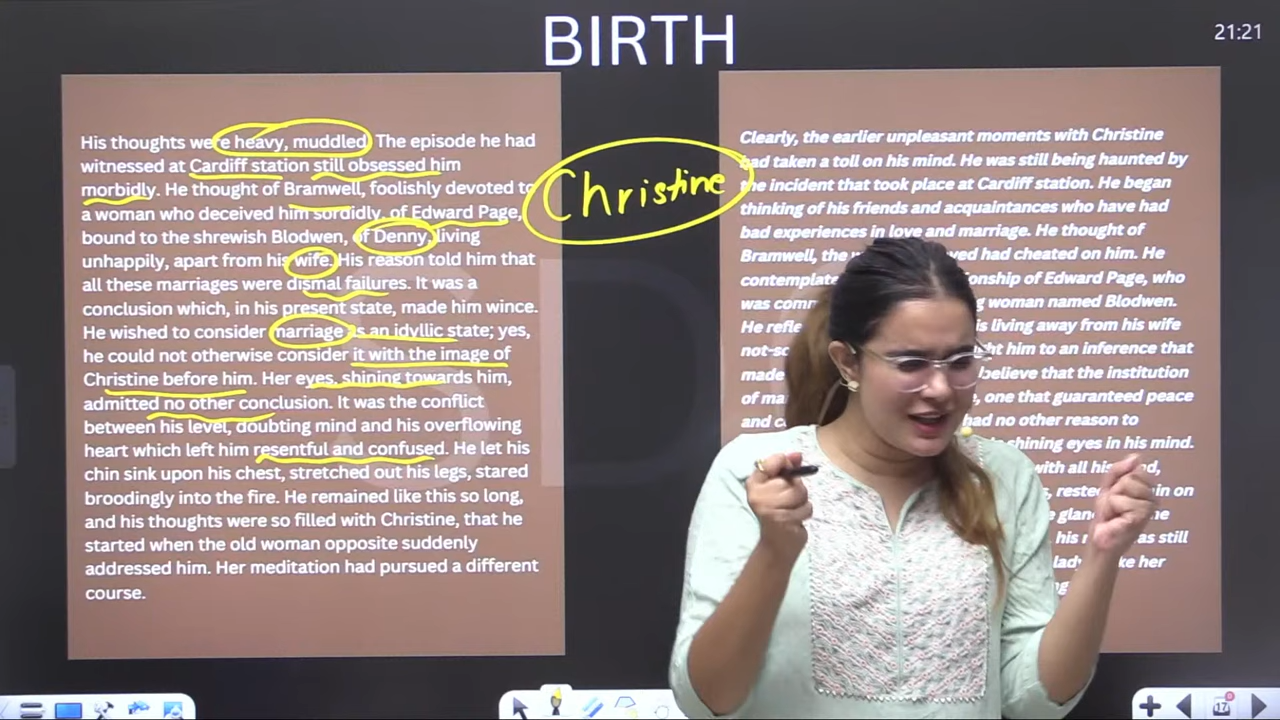 BIRTH
21:21
His thoughts were heavy, muddled. The episode he had
witnessed at Cardiff station still obsessed him
morbidly. He thought of Bramwell, foolishly devoted to
a woman who deceived him sordidly, of Edward Page,
bound to the shrewish Blodwen, of Denny, living
unhappily, apart from his wife. His reason told him that
all these marriages were dismal failures. It was a
conclusion which, in his present state, made him wince.
He wished to consider marriage as an idyllic state; yes,
he could not otherwise consider it with the image of
Christine before him. Her eyes, shining towards him,
admitted no other conclusion. It was the conflict
between his level, doubting mind and his overflowing
heart which left him resentful and confused. He let his
chin sink upon his chest, stretched out his legs, stared
broodingly into the fire. He remained like this so long,
and his thoughts were so filled with Christine, that he
started when the old woman opposite suddenly
addressed him. Her meditation had pursued a different
course.
Christine
Clearly, the earlier unpleasant moments with Christine
had taken a toll on his mind. He was still being haunted by
the incident that took place at Cardiff station. He began
thinking of his friends and acquaintances who have had
bad experiences in love and marriage. He thought of
Bramwell, the had cheated on him. He
of Edward Page, who
was woman named Blodwen.
He living away from his wife
him to an inference that
made believe that the institution
of one that guaranteed peace
and had no other reason to
shining eyes in his mind.
with all his
on
his still
her
17